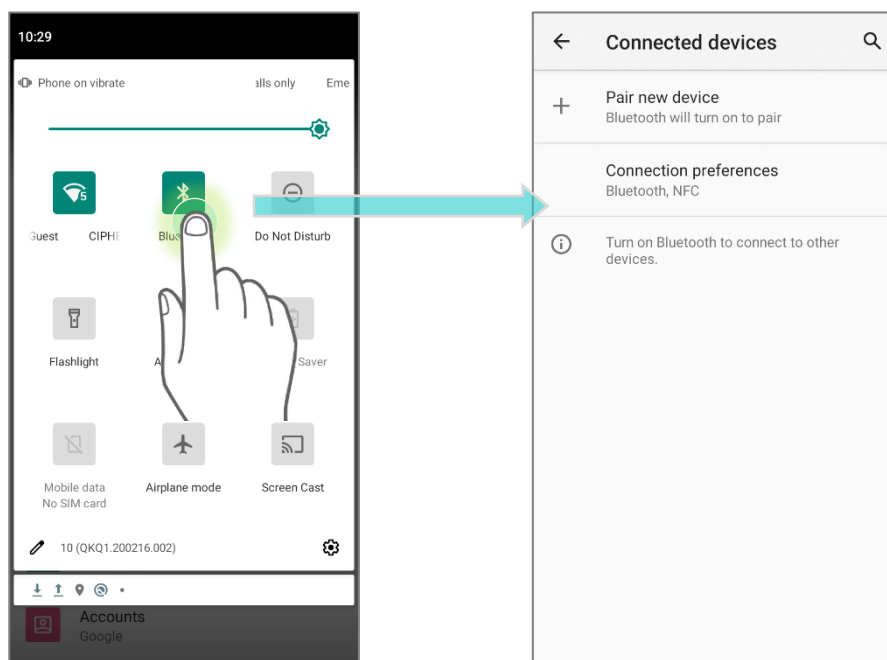 10:29
Phone on vibrate
alls only
Eme
5
Guest
CIPHE
Blue
Do Not Disturb
Flashlight
A
Saver
Mobile data
No SIM card
Airplane mode
Screen Cast
10 (QKQ1.200216.002)
Accounts
Google
Connected devices
Pair new device
Bluetooth will turn on to pair
Connection preferences
Bluetooth, NFC
Turn on Bluetooth to connect to other
devices.